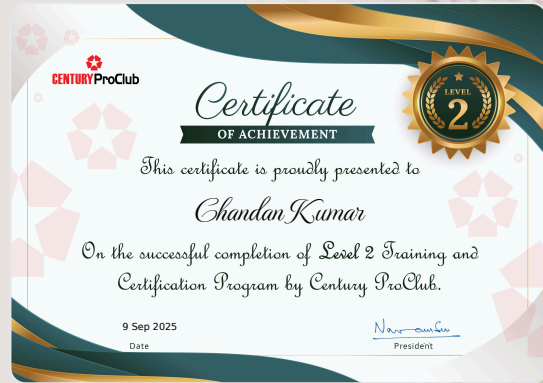 CENTURY ProClub
Certificate
OF ACHIEVEMENT
LEVEL
2
This certificate is proudly presented to
Chandan Kumar
On the successful completion of Level 2 Training and
Certification Program by Century ProClub.
9 Sep 2025
Date
President